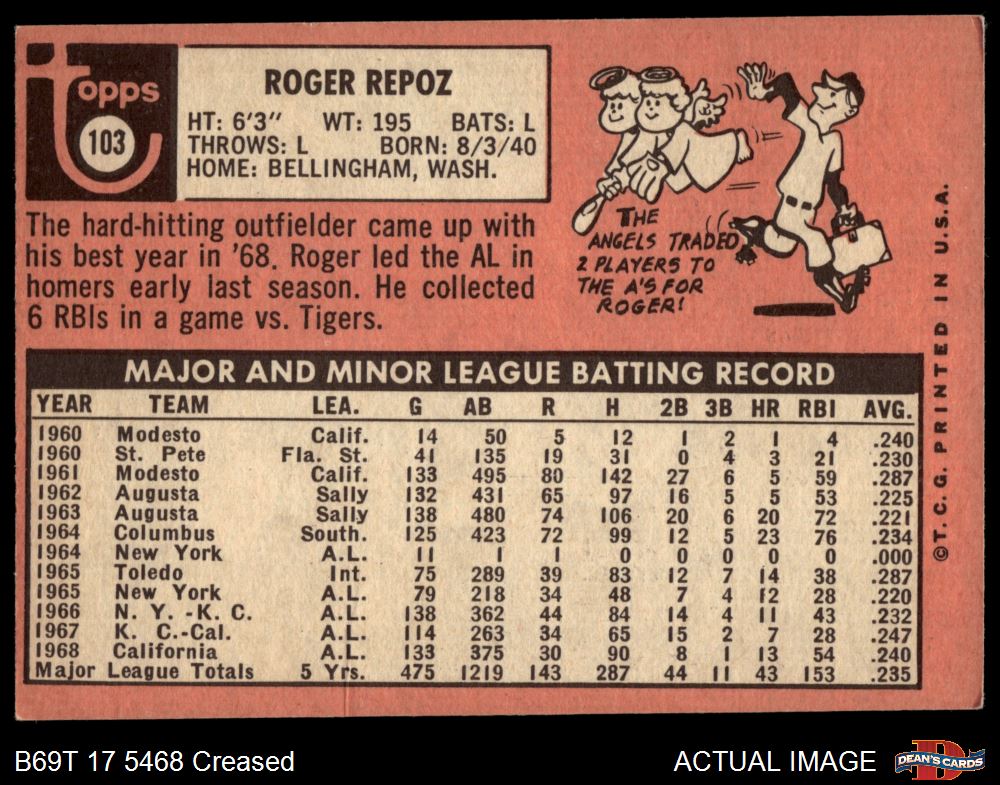 topps
103
ROGER REPOZ
HT: 6'3" WT: 195 BATS: L
THROWS: L BORN: 8/3/40
HOME: BELLINGHAM, WASH.
The hard-hitting outfielder came up with
his best year in '68. Roger led the AL in
homers early last season. He collected
6 RBIs in a game vs. Tigers.
THE
ANGELS TRADED
2 PLAYERS TO
THE A'S FOR
ROGER!
MAJOR AND MINOR LEAGUE BATTING RECORD
YEAR TEAM LEA. G AB R H 2B 3B HR RBI AVG.
1960 Modesto Calif. 14 50 5 12 1 2 1 4 .240
1960 St. Pete Fla. St. 41 135 19 31 0 4 3 21 .230
1961 Modesto Calif. 133 495 80 142 27 6 5 59 .287
1962 Augusta Sally 132 431 65 97 16 5 5 53 .225
1963 Augusta Sally 138 480 74 106 20 6 20 72 .221
1964 Columbus South. 125 423 72 99 12 5 23 76 .234
1964 New York A.L. 11 1 1 0 0 0 0 0 .000
1965 Toledo Int. 75 289 39 83 12 7 14 38 .287
1965 New York A.L. 79 218 34 48 7 4 12 28 .220
1966 N. Y. -K. C. A.L. 138 362 44 84 14 4 11 43 .232
1967 K. C.-Cal. A.L. 114 263 34 65 15 2 7 28 .247
1968 California A.L. 133 375 30 90 8 1 13 54 .240
Major League Totals 5 Yrs. 475 1219 143 287 44 11 43 153 .235
©T. C. G. PRINTED IN U.S.A.
B69T 17 5468 Creased
ACTUAL IMAGE
D
DEAN'S CARDS